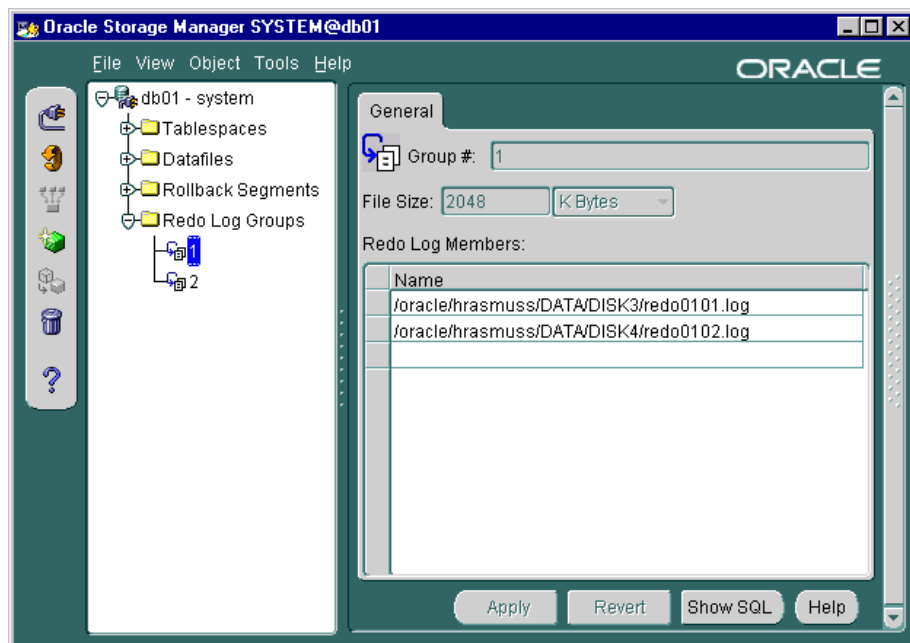 Oracle Storage Manager SYSTEM@db01
File View Object Tools Help
ORACLE
db01 - system
Tablespaces
Datafiles
Rollback Segments
Redo Log Groups
1
2
General
Group #: 1
File Size: 2048 K Bytes
Redo Log Members:
Name
/oracle/hrasmuss/DATA/DISK3/redo0101.log
/oracle/hrasmuss/DATA/DISK4/redo0102.log
Apply Revert Show SQL Help